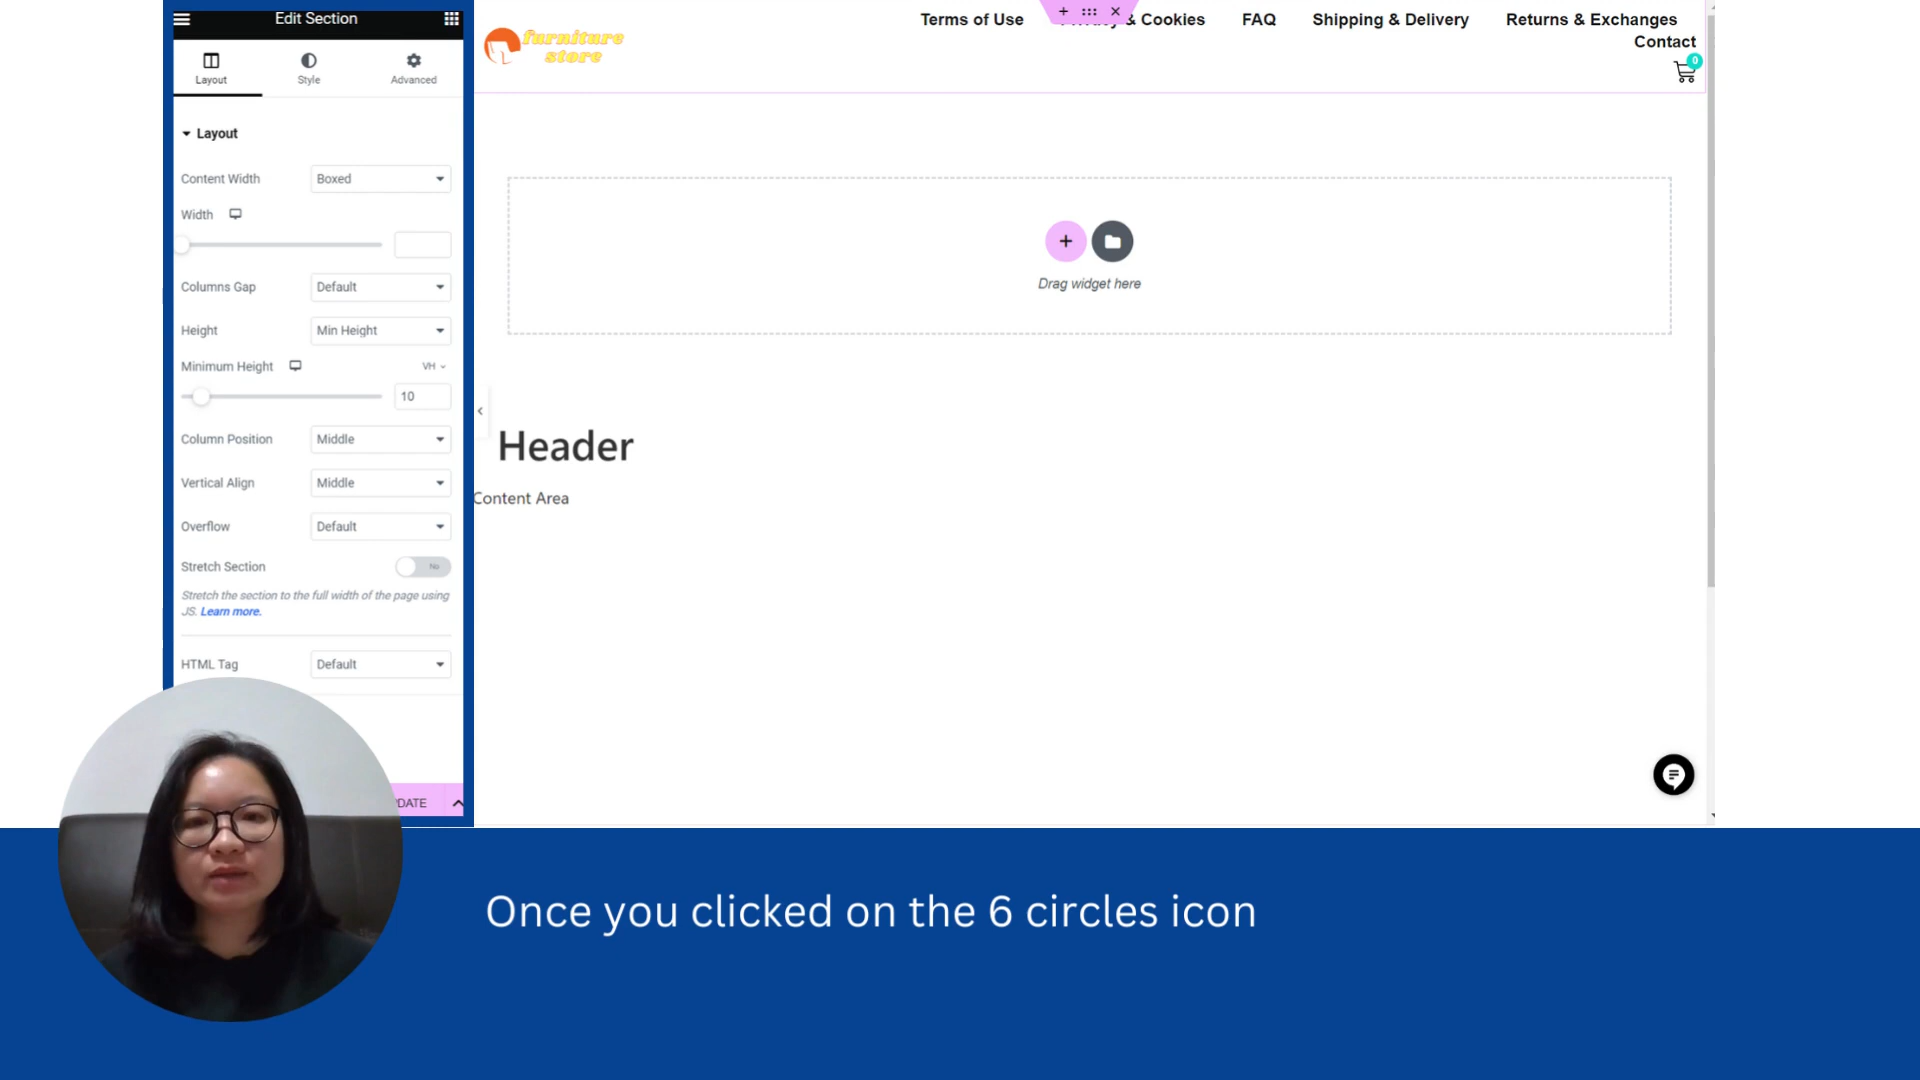 Edit Section
Layout
Style
Advanced
Layout
Content Width
Boxed
Width
Columns Gap
Default
Height
Min Height
Minimum Height
VH
10
Column Position
Middle
Vertical Align
Middle
Overflow
Default
Stretch Section
No
Stretch the section to the full width of the page using
JS. Learn more.
HTML Tag
Default
furniture
store
Terms of Use
& Cookies
FAQ
Shipping & Delivery
Returns & Exchanges
Contact
0
Drag widget here
Header
Content Area
Once you clicked on the 6 circles icon